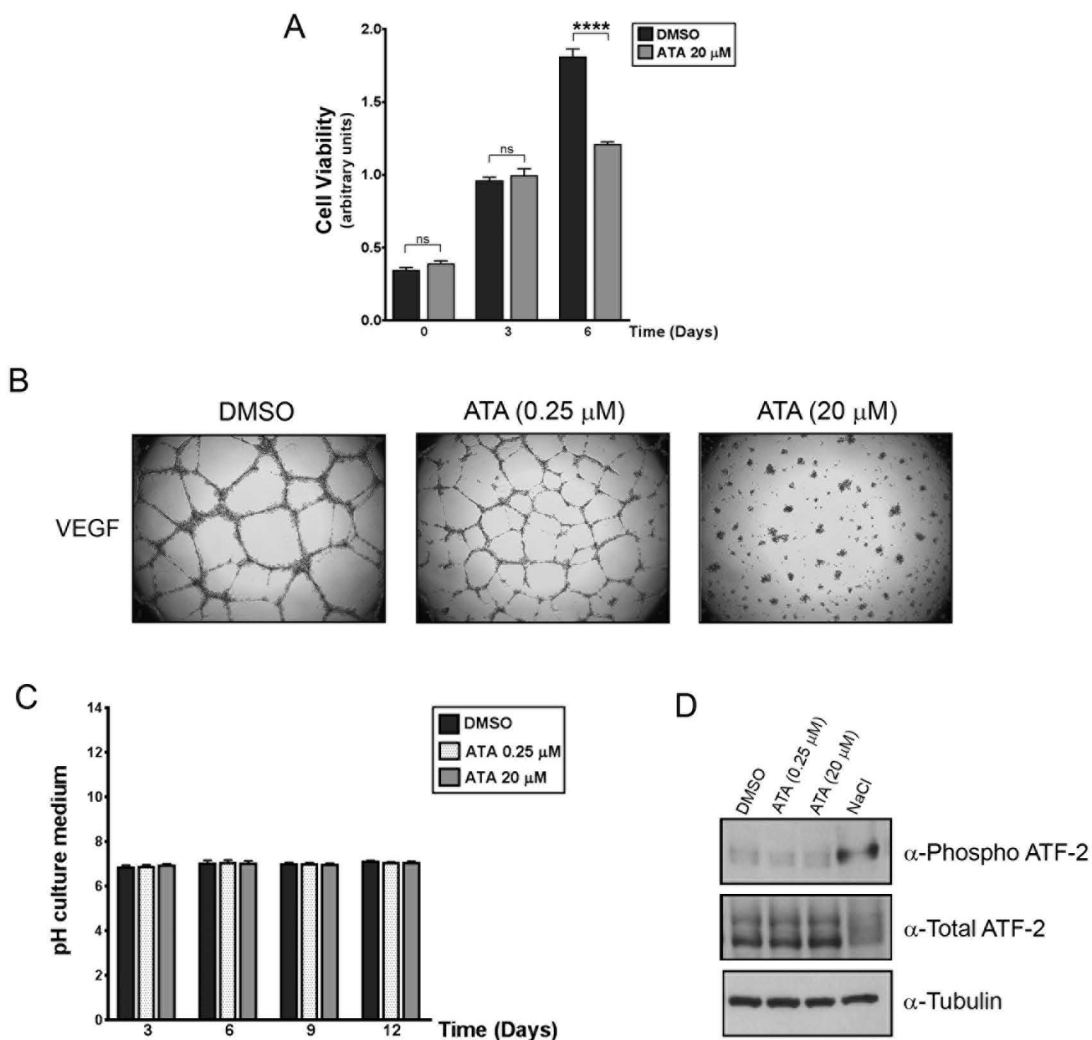 A
2.0
1.5
1.0
0.5
0.0
Cell Viability
(arbitrary units)
ns
ns
****
DMSO
ATA 20 μM
0 3 6 Time (Days)
B
DMSO ATA (0.25 μM) ATA (20 μM)
VEGF
C
14
12
10
8
6
4
2
0
pH culture medium
DMSO
ATA 0.25 μM
ATA 20 μM
3 6 9 12 Time (Days)
D
DMSO
ATA (0.25 μM)
ATA (20 μM)
NaCl
α-Phospho ATF-2
α-Total ATF-2
α-Tubulin